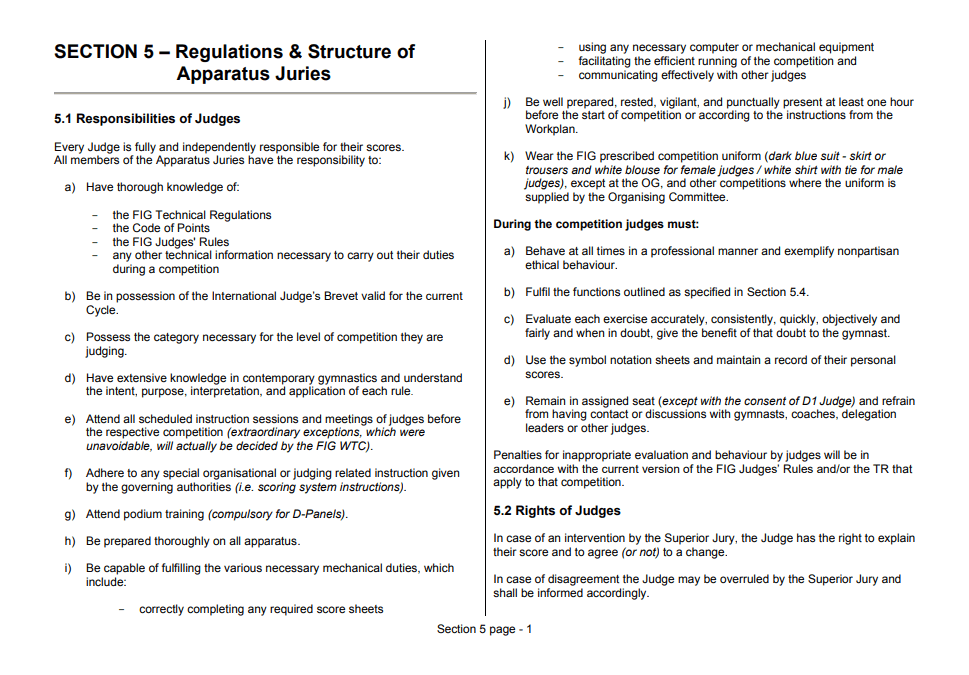 SECTION 5 – Regulations & Structure of
Apparatus Juries
5.1 Responsibilities of Judges
Every Judge is fully and independently responsible for their scores.
All members of the Apparatus Juries have the responsibility to:
a) Have thorough knowledge of:
– the FIG Technical Regulations
– the Code of Points
– the FIG Judges' Rules
– any other technical information necessary to carry out their duties
during a competition
b) Be in possession of the International Judge's Brevet valid for the current
Cycle.
c) Possess the category necessary for the level of competition they are
judging.
d) Have extensive knowledge in contemporary gymnastics and understand
the intent, purpose, interpretation, and application of each rule.
e) Attend all scheduled instruction sessions and meetings of judges before
the respective competition (extraordinary exceptions, which were
unavoidable, will actually be decided by the FIG WTC).
f) Adhere to any special organisational or judging related instruction given
by the governing authorities (i.e. scoring system instructions).
g) Attend podium training (compulsory for D-Panels).
h) Be prepared thoroughly on all apparatus.
i) Be capable of fulfilling the various necessary mechanical duties, which
include:
– correctly completing any required score sheets
– using any necessary computer or mechanical equipment
– facilitating the efficient running of the competition and
– communicating effectively with other judges
j) Be well prepared, rested, vigilant, and punctually present at least one hour
before the start of competition or according to the instructions from the
Workplan.
k) Wear the FIG prescribed competition uniform (dark blue suit - skirt or
trousers and white blouse for female judges / white shirt with tie for male
judges), except at the OG, and other competitions where the uniform is
supplied by the Organising Committee.
During the competition judges must:
a) Behave at all times in a professional manner and exemplify nonpartisan
ethical behaviour.
b) Fulfil the functions outlined as specified in Section 5.4.
c) Evaluate each exercise accurately, consistently, quickly, objectively and
fairly and when in doubt, give the benefit of that doubt to the gymnast.
d) Use the symbol notation sheets and maintain a record of their personal
scores.
e) Remain in assigned seat (except with the consent of D1 Judge) and refrain
from having contact or discussions with gymnasts, coaches, delegation
leaders or other judges.
Penalties for inappropriate evaluation and behaviour by judges will be in
accordance with the current version of the FIG Judges' Rules and/or the TR that
apply to that competition.
5.2 Rights of Judges
In case of an intervention by the Superior Jury, the Judge has the right to explain
their score and to agree (or not) to a change.
In case of disagreement the Judge may be overruled by the Superior Jury and
shall be informed accordingly.
Section 5 page - 1